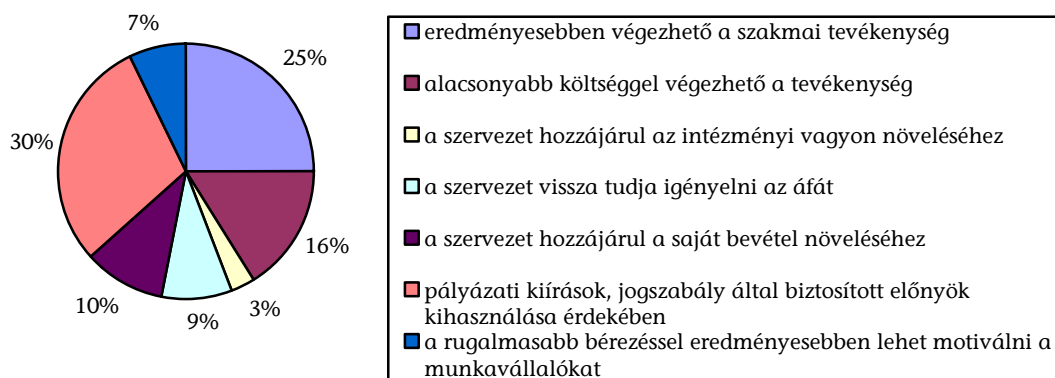 7%
25%
30%
16%
10%
9%
3%
eredményesebben végezhető a szakmai tevékenység
alacsonyabb költséggel végezhető a tevékenység
a szervezet hozzájárul az intézményi vagyon növeléséhez
a szervezet vissza tudja igényelni az áfát
a szervezet hozzájárul a saját bevétel növeléséhez
pályázati kiírások, jogszabály által biztosított előnyök
kihasználása érdekében
a rugalmasabb bérezéssel eredményesebben lehet motiválni a
munkavállalókat